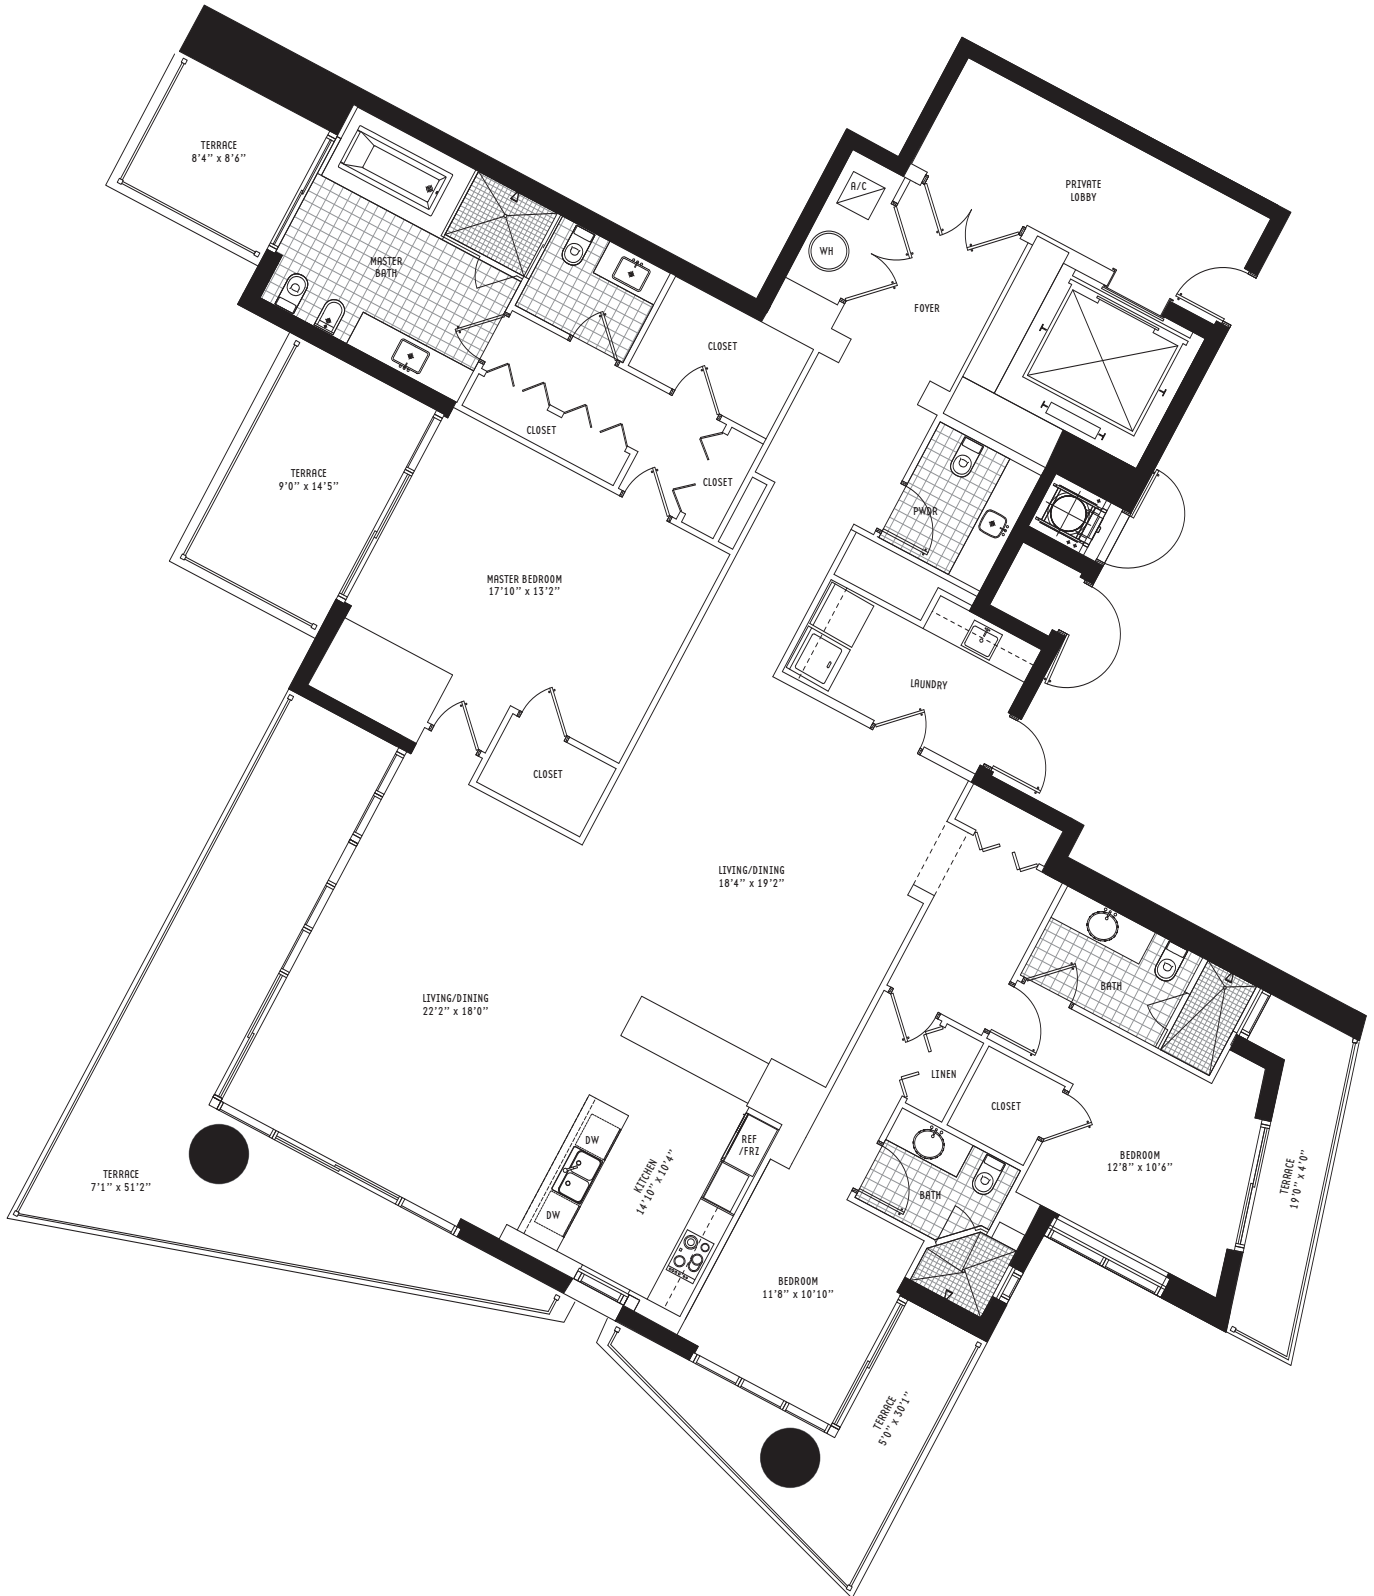 TERRACE
8'4" x 8'6"
A/C
PRIVATE
LOBBY
WH
MASTER
BATH
FOYER
CLOSET
CLOSET
TERRACE
9'0" x 14'5"
CLOSET
PWDR
MASTER BEDROOM
17'10" x 13'2"
LAUNDRY
CLOSET
LIVING/DINING
18'4" x 19'2"
LIVING/DINING
22'2" x 18'0"
BATH
LINEN
CLOSET
DW
REF
/FRZ
KITCHEN
14'10" x 10'4"
BEDROOM
12'8" x 10'6"
TERRACE
19'0" x 4'0"
TERRACE
7'1" x 51'2"
BATH
DW
BEDROOM
11'8" x 10'10"
TERRACE
5'0" x 30'1"